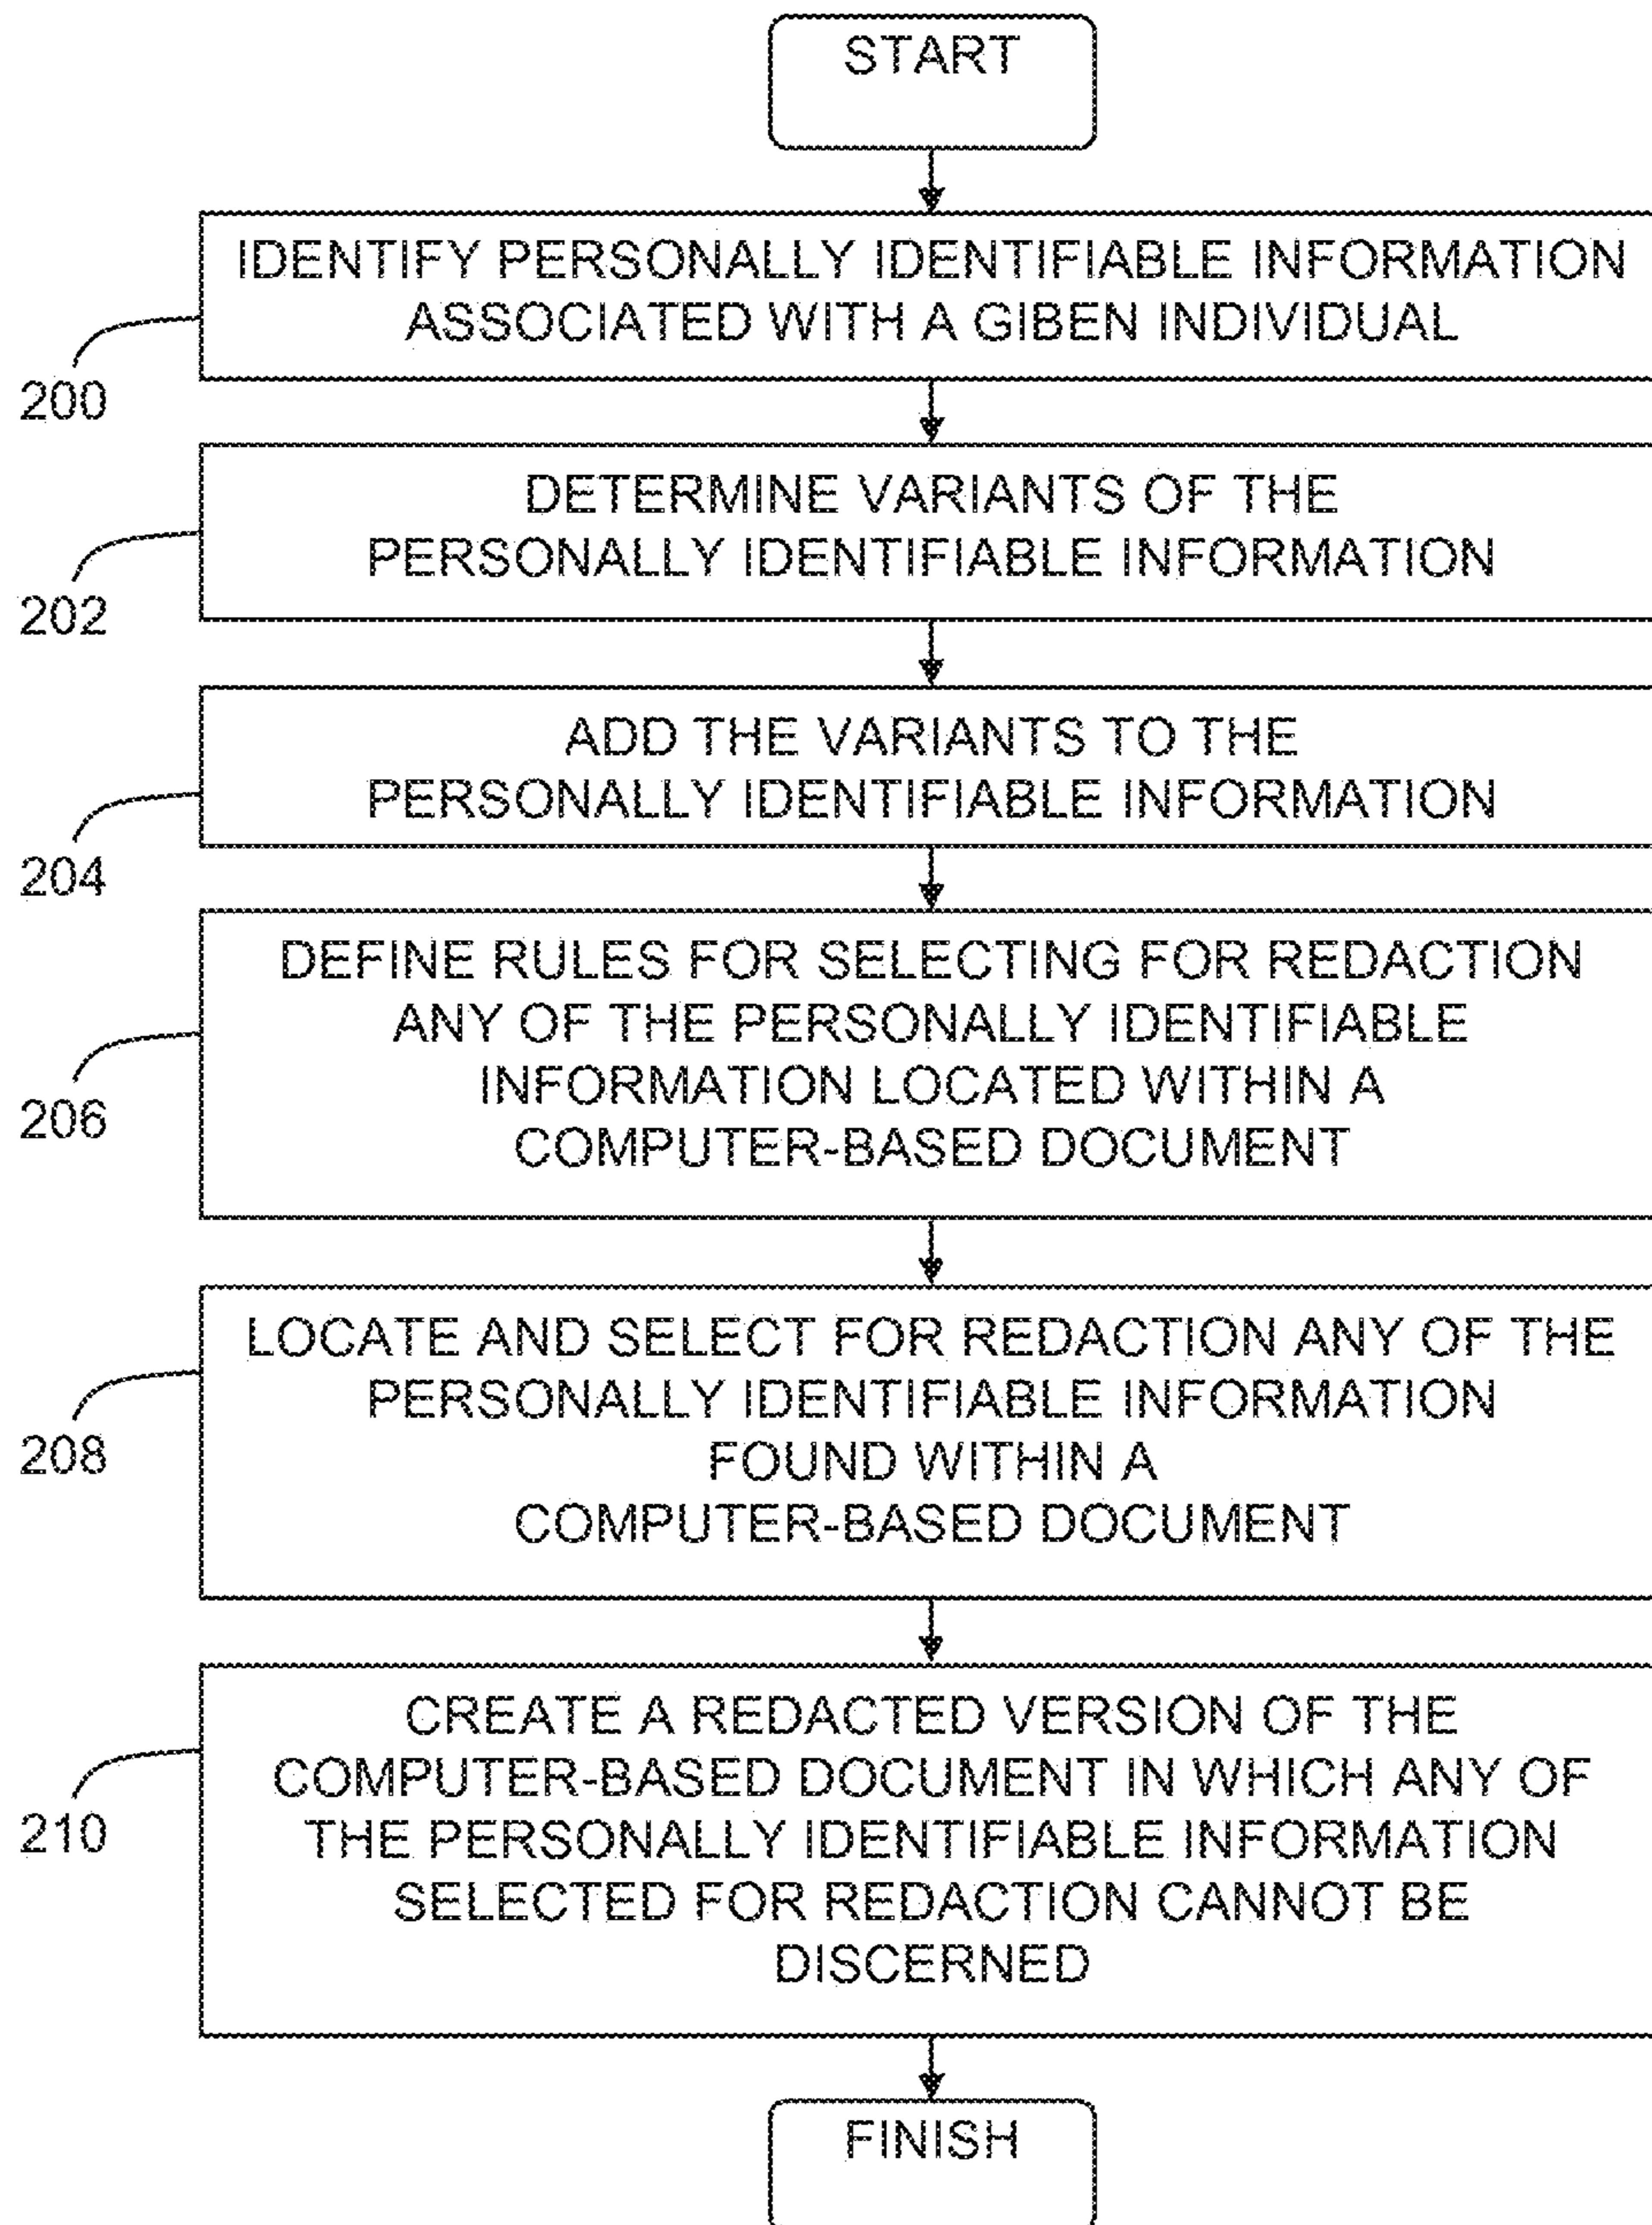 START
IDENTIFY PERSONALLY IDENTIFIABLE INFORMATION
ASSOCIATED WITH A GIBEN INDIVIDUAL
200
DETERMINE VARIANTS OF THE
PERSONALLY IDENTIFIABLE INFORMATION
202
ADD THE VARIANTS TO THE
PERSONALLY IDENTIFIABLE INFORMATION
204
DEFINE RULES FOR SELECTING FOR REDACTION
ANY OF THE PERSONALLY IDENTIFIABLE
INFORMATION LOCATED WITHIN A
COMPUTER-BASED DOCUMENT
206
LOCATE AND SELECT FOR REDACTION ANY OF THE
PERSONALLY IDENTIFIABLE INFORMATION
FOUND WITHIN A
COMPUTER-BASED DOCUMENT
208
CREATE A REDACTED VERSION OF THE
COMPUTER-BASED DOCUMENT IN WHICH ANY OF
THE PERSONALLY IDENTIFIABLE INFORMATION
SELECTED FOR REDACTION CANNOT BE
DISCERNED
210
FINISH